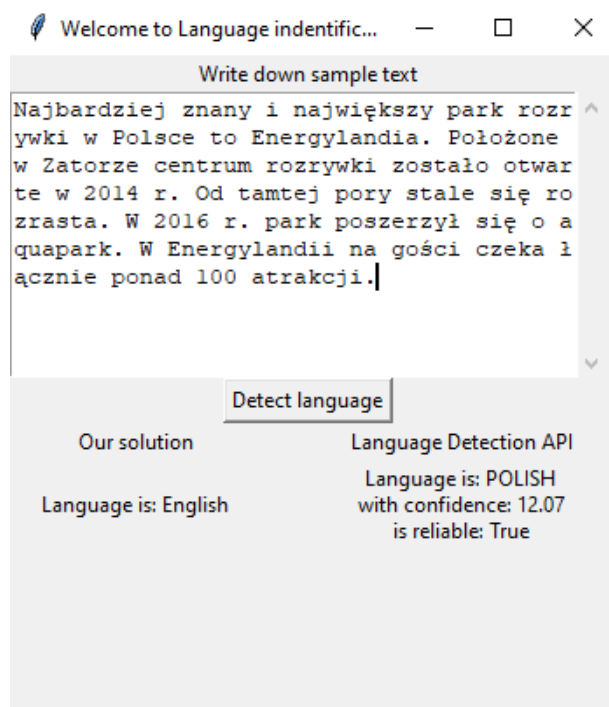 Welcome to Language indentific...
Write down sample text
Najbardziej znany i największy park rozr
ywki w Polsce to Energylandia. Położone
w Zatorze centrum rozrywki zostało otwar
te w 2014 r. Od tamtej pory stale się ro
zrasta. W 2016 r. park poszerzył się o a
quapark. W Energylandii na gości czeka ł
ącznie ponad 100 atrakcji.
Detect language
Our solution
Language Detection API
Language is: English
Language is: POLISH
with confidence: 12.07
is reliable: True